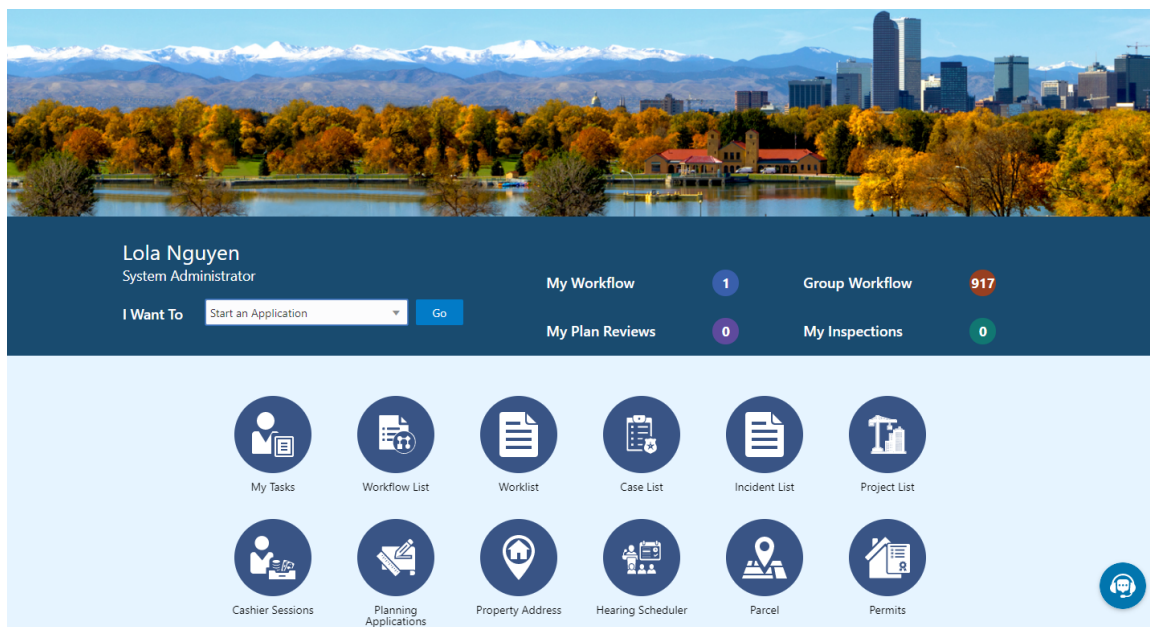 Lola Nguyen
System Administrator
I Want To
Start an Application
Go
My Workflow
1
Group Workflow
917
My Plan Reviews
0
My Inspections
0
My Tasks
Workflow List
Worklist
Case List
Incident List
Project List
Cashier Sessions
Planning
Applications
Property Address
Hearing Scheduler
Parcel
Permits